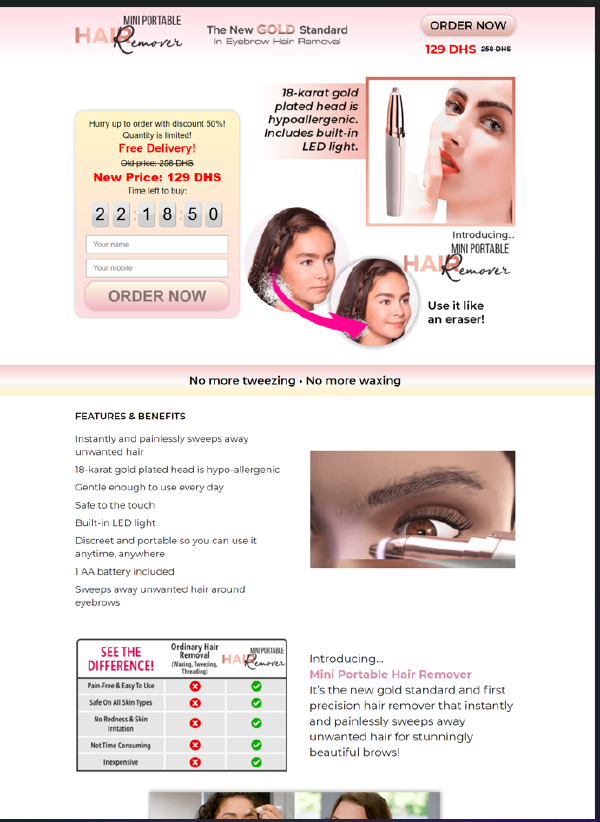 MINI PORTABLE
HAIR
Remover
The New GOLD Standard
In Eyebrow Hair Removal
ORDER NOW
129 DHS 258 DHS
18-karat gold
plated head is
hypoallergenic.
Includes built-in
LED light.
Hurry up to order with discount 50%!
Quantity is limited!
Free Delivery!
Old price: 258 DHS
New Price: 129 DHS
Time left to buy:
22:18:50
Your name
Your mobile
ORDER NOW
Introducing...
MINI PORTABLE
HAIR
Remover
Use it like
an eraser!
No more tweezing • No more waxing
FEATURES & BENEFITS
Instantly and painlessly sweeps away
unwanted hair
18-karat gold plated head is hypo-allergenic
Gentle enough to use every day
Safe to the touch
Built-in LED light
Discreet and portable so you can use it
anytime, anywhere
1 AA battery included
Sweeps away unwanted hair around
eyebrows
SEE THE
DIFFERENCE!
Ordinary Hair
Removal
(Waxing, Tweezing,
Threading)
MINI PORTABLE
HAIR
Remover
Pain-Free & Easy To Use
Safe On All Skin Types
No Redness & Skin
Irritation
Not Time Consuming
Inexpensive
Introducing...
Mini Portable Hair Remover
It's the new gold standard and first
precision hair remover that instantly
and painlessly sweeps away
unwanted hair for stunningly
beautiful brows!